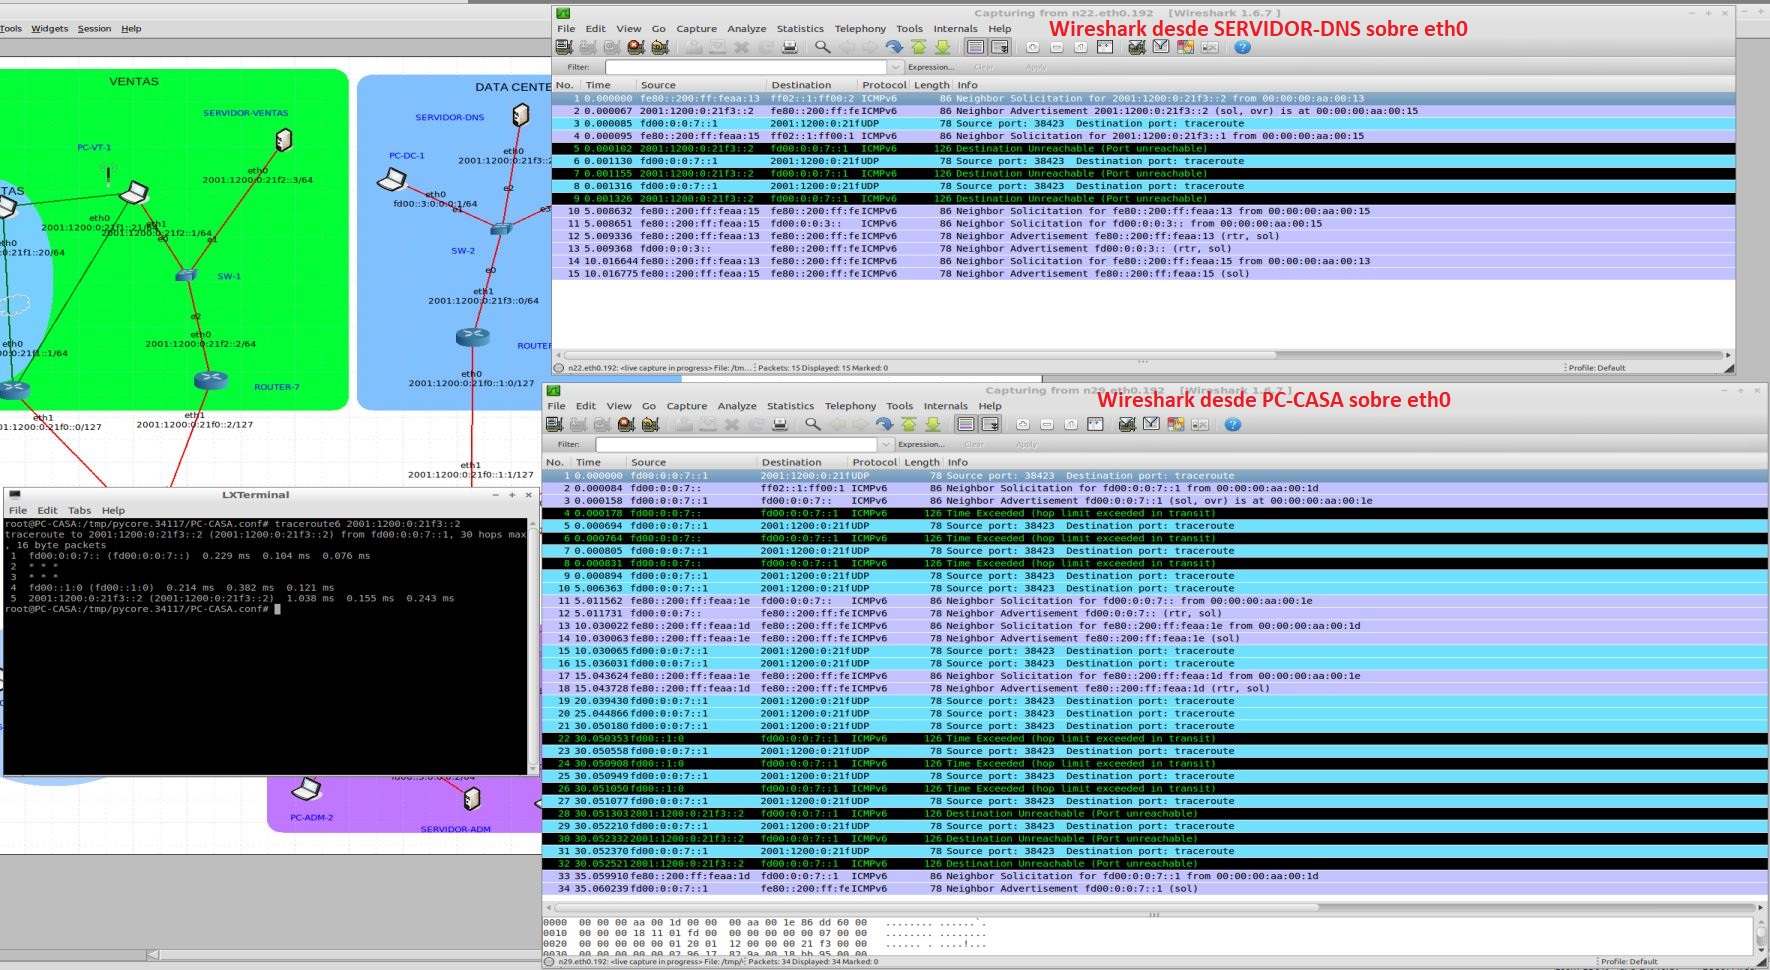 Tools Widgets Session Help
VENTAS
SERVIDOR-VENTAS
PC-VT-1
eth0
2001:1200:0:21f2::3/64
TAS
eth0
eth1
2001:1200:0:21f2::1/64
e0
e1
:0:21f1::20/64
SW-1
e2
eth0
2001:1200:0:21f2::2/64
eth0
00:0:21f1::1/64
ROUTER-7
eth1
01:1200:0:21f0::0/127
eth1
2001:1200:0:21f0::2/127
DATA CENTE
SERVIDOR-DNS
PC-DC-1
eth0
2001:1200:0:21f3::2
eth0
fd00::3:0:0:0:1/64
e2
e1
e3
SW-2
e0
eth1
2001:1200:0:21f3::0/64
ROUTER
eth0
2001:1200:0:21f0::1:0/127
eth1
2001:1200:0:21f0::1:1/127
Capturing from n22.eth0.192 [Wireshark 1.6.7 ]
Wireshark desde SERVIDOR-DNS sobre eth0
File Edit View Go Capture Analyze Statistics Telephony Tools Internals Help
Filter: Expression... Clear Apply
No. Time Source Destination Protocol Length Info
1 0.000000 fe80::200:ff:feaa:13 ff02::1:ff00:2 ICMPv6 86 Neighbor Solicitation for 2001:1200:0:21f3::2 from 00:00:00:aa:00:13
2 0.000067 2001:1200:0:21f3::2 fe80::200:ff:fe ICMPv6 86 Neighbor Advertisement 2001:1200:0:21f3::2 (sol, ovr) is at 00:00:00:aa:00:15
3 0.000085 fd00:0:0:7::1 2001:1200:0:21f UDP 78 Source port: 38423 Destination port: traceroute
4 0.000095 fe80::200:ff:feaa:15 ff02::1:ff00:1 ICMPv6 86 Neighbor Solicitation for 2001:1200:0:21f3::1 from 00:00:00:aa:00:15
5 0.000102 2001:1200:0:21f3::2 fd00:0:0:7::1 ICMPv6 126 Destination Unreachable (Port unreachable)
6 0.001130 fd00:0:0:7::1 2001:1200:0:21f UDP 78 Source port: 38423 Destination port: traceroute
7 0.001155 2001:1200:0:21f3::2 fd00:0:0:7::1 ICMPv6 126 Destination Unreachable (Port unreachable)
8 0.001316 fd00:0:0:7::1 2001:1200:0:21f UDP 78 Source port: 38423 Destination port: traceroute
9 0.001326 2001:1200:0:21f3::2 fd00:0:0:7::1 ICMPv6 126 Destination Unreachable (Port unreachable)
10 5.008632 fe80::200:ff:feaa:15 fe80::200:ff:fe ICMPv6 86 Neighbor Solicitation for fe80::200:ff:feaa:13 from 00:00:00:aa:00:15
11 5.008651 fe80::200:ff:feaa:15 fd00:0:0:3:: ICMPv6 86 Neighbor Solicitation for fd00:0:0:3:: from 00:00:00:aa:00:15
12 5.009336 fe80::200:ff:feaa:13 fe80::200:ff:fe ICMPv6 78 Neighbor Advertisement fe80::200:ff:feaa:13 (rtr, sol)
13 5.009368 fd00:0:0:3:: fe80::200:ff:fe ICMPv6 78 Neighbor Advertisement fd00:0:0:3:: (rtr, sol)
14 10.016644 fe80::200:ff:feaa:13 fe80::200:ff:fe ICMPv6 86 Neighbor Solicitation for fe80::200:ff:feaa:15 from 00:00:00:aa:00:13
15 10.016775 fe80::200:ff:feaa:15 fe80::200:ff:fe ICMPv6 78 Neighbor Advertisement fe80::200:ff:feaa:15 (sol)
n22.eth0.192: <live capture in progress> File: /tm... Packets: 15 Displayed: 15 Marked: 0 Profile: Default
Capturing from n29.eth0.192 [Wireshark 1.6.7 ]
Wireshark desde PC-CASA sobre eth0
File Edit View Go Capture Analyze Statistics Telephony Tools Internals Help
Filter: Expression... Clear Apply
No. Time Source Destination Protocol Length Info
1 0.000000 fd00:0:0:7::1 2001:1200:0:21f UDP 78 Source port: 38423 Destination port: traceroute
2 0.000084 fd00:0:0:7:: ff02::1:ff00:1 ICMPv6 86 Neighbor Solicitation for fd00:0:0:7::1 from 00:00:00:aa:00:1d
3 0.000158 fd00:0:0:7::1 fd00:0:0:7:: ICMPv6 86 Neighbor Advertisement fd00:0:0:7::1 (sol, ovr) is at 00:00:00:aa:00:1e
4 0.000178 fd00:0:0:7:: fd00:0:0:7::1 ICMPv6 126 Time Exceeded (hop limit exceeded in transit)
5 0.000694 fd00:0:0:7::1 2001:1200:0:21f UDP 78 Source port: 38423 Destination port: traceroute
6 0.000764 fd00:0:0:7:: fd00:0:0:7::1 ICMPv6 126 Time Exceeded (hop limit exceeded in transit)
7 0.000805 fd00:0:0:7::1 2001:1200:0:21f UDP 78 Source port: 38423 Destination port: traceroute
8 0.000831 fd00:0:0:7:: fd00:0:0:7::1 ICMPv6 126 Time Exceeded (hop limit exceeded in transit)
9 0.000894 fd00:0:0:7::1 2001:1200:0:21f UDP 78 Source port: 38423 Destination port: traceroute
10 5.006363 fd00:0:0:7::1 2001:1200:0:21f UDP 78 Source port: 38423 Destination port: traceroute
11 5.011562 fe80::200:ff:feaa:1e fd00:0:0:7:: ICMPv6 86 Neighbor Solicitation for fd00:0:0:7:: from 00:00:00:aa:00:1e
12 5.011731 fd00:0:0:7:: fe80::200:ff:fe ICMPv6 78 Neighbor Advertisement fd00:0:0:7:: (rtr, sol)
13 10.030022 fe80::200:ff:feaa:1d fe80::200:ff:fe ICMPv6 86 Neighbor Solicitation for fe80::200:ff:feaa:1e from 00:00:00:aa:00:1d
14 10.030063 fe80::200:ff:feaa:1e fe80::200:ff:fe ICMPv6 78 Neighbor Advertisement fe80::200:ff:feaa:1e (sol)
15 10.030065 fd00:0:0:7::1 2001:1200:0:21f UDP 78 Source port: 38423 Destination port: traceroute
16 15.036031 fd00:0:0:7::1 2001:1200:0:21f UDP 78 Source port: 38423 Destination port: traceroute
17 15.043624 fe80::200:ff:feaa:1e fe80::200:ff:fe ICMPv6 86 Neighbor Solicitation for fe80::200:ff:feaa:1d from 00:00:00:aa:00:1e
18 15.043728 fe80::200:ff:feaa:1d fe80::200:ff:fe ICMPv6 78 Neighbor Advertisement fe80::200:ff:feaa:1d (rtr, sol)
19 20.039430 fd00:0:0:7::1 2001:1200:0:21f UDP 78 Source port: 38423 Destination port: traceroute
20 25.044866 fd00:0:0:7::1 2001:1200:0:21f UDP 78 Source port: 38423 Destination port: traceroute
21 30.050180 fd00:0:0:7::1 2001:1200:0:21f UDP 78 Source port: 38423 Destination port: traceroute
22 30.050353 fd00::1:0 fd00:0:0:7::1 ICMPv6 126 Time Exceeded (hop limit exceeded in transit)
23 30.050558 fd00:0:0:7::1 2001:1200:0:21f UDP 78 Source port: 38423 Destination port: traceroute
24 30.050908 fd00::1:0 fd00:0:0:7::1 ICMPv6 126 Time Exceeded (hop limit exceeded in transit)
25 30.050949 fd00:0:0:7::1 2001:1200:0:21f UDP 78 Source port: 38423 Destination port: traceroute
26 30.051050 fd00::1:0 fd00:0:0:7::1 ICMPv6 126 Time Exceeded (hop limit exceeded in transit)
27 30.051077 fd00:0:0:7::1 2001:1200:0:21f UDP 78 Source port: 38423 Destination port: traceroute
28 30.051303 2001:1200:0:21f3::2 fd00:0:0:7::1 ICMPv6 126 Destination Unreachable (Port unreachable)
29 30.052210 fd00:0:0:7::1 2001:1200:0:21f UDP 78 Source port: 38423 Destination port: traceroute
30 30.052332 2001:1200:0:21f3::2 fd00:0:0:7::1 ICMPv6 126 Destination Unreachable (Port unreachable)
31 30.052370 fd00:0:0:7::1 2001:1200:0:21f UDP 78 Source port: 38423 Destination port: traceroute
32 30.052521 2001:1200:0:21f3::2 fd00:0:0:7::1 ICMPv6 126 Destination Unreachable (Port unreachable)
33 35.059910 fe80::200:ff:feaa:1d fd00:0:0:7::1 ICMPv6 86 Neighbor Solicitation for fd00:0:0:7::1 from 00:00:00:aa:00:1d
34 35.060239 fd00:0:0:7::1 fe80::200:ff:fe ICMPv6 78 Neighbor Advertisement fd00:0:0:7::1 (sol)
0000 00 00 00 aa 00 1d 00 00 00 aa 00 1e 86 dd 60 00 ........ ......`.
0010 00 00 00 18 11 01 fd 00 00 00 00 00 00 07 00 00 ........ ........
0020 00 00 00 00 00 01 20 01 12 00 00 00 21 f3 00 00 ...... . ....!...
n29.eth0.192: <live capture in progress> File: /tmp/ Packets: 34 Displayed: 34 Marked: 0 Profile: Default
LXTerminal
File Edit Tabs Help
root@PC-CASA:/tmp/pycore.34117/PC-CASA.conf# traceroute6 2001:1200:0:21f3::2
traceroute to 2001:1200:0:21f3::2 (2001:1200:0:21f3::2) from fd00:0:0:7::1, 30 hops max
, 16 byte packets
1 fd00:0:0:7:: (fd00:0:0:7::) 0.229 ms 0.104 ms 0.076 ms
2 * * *
3 * * *
4 fd00::1:0 (fd00::1:0) 0.214 ms 0.382 ms 0.121 ms
5 2001:1200:0:21f3::2 (2001:1200:0:21f3::2) 1.038 ms 0.155 ms 0.243 ms
root@PC-CASA:/tmp/pycore.34117/PC-CASA.conf#
PC-ADM-2
SERVIDOR-ADM